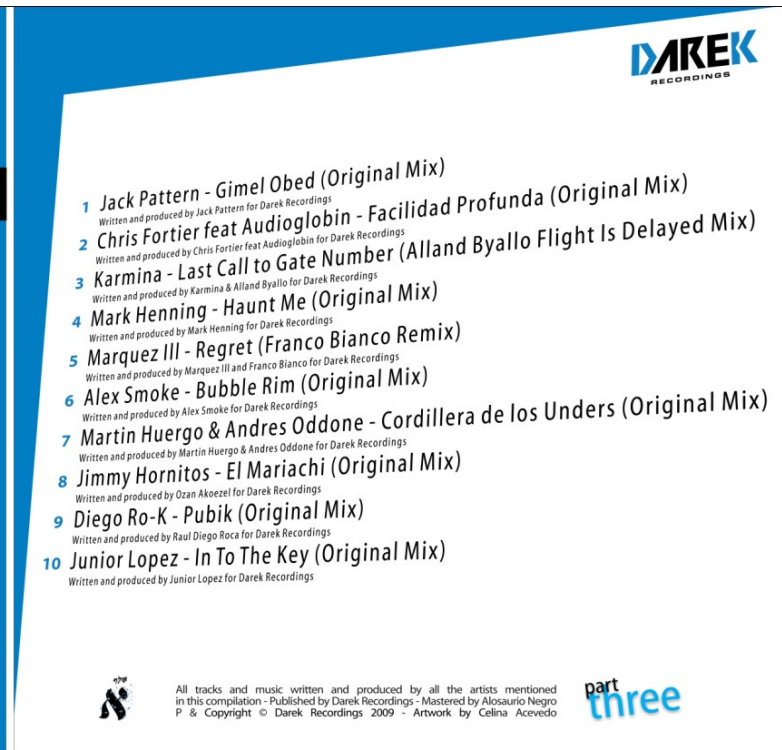 DAREK
RECORDINGS
1 Jack Pattern - Gimel Obed (Original Mix)
Written and produced by Jack Pattern for Darek Recordings
2 Chris Fortier feat Audioglobin - Facilidad Profunda (Original Mix)
Written and produced by Chris Fortier feat Audioglobin for Darek Recordings
3 Karmina - Last Call to Gate Number (Alland Byallo Flight Is Delayed Mix)
Written and produced by Karmina & Alland Byallo for Darek Recordings
4 Mark Henning - Haunt Me (Original Mix)
Written and produced by Mark Henning for Darek Recordings
5 Marquez III - Regret (Franco Bianco Remix)
Written and produced by Marquez III and Franco Bianco for Darek Recordings
6 Alex Smoke - Bubble Rim (Original Mix)
Written and produced by Alex Smoke for Darek Recordings
7 Martin Huergo & Andres Oddone - Cordillera de los Unders (Original Mix)
Written and produced by Martin Huergo & Andres Oddone for Darek Recordings
8 Jimmy Hornitos - El Mariachi (Original Mix)
Written and produced by Ozan Akoezel for Darek Recordings
9 Diego Ro-K - Pubik (Original Mix)
Written and produced by Raul Diego Roca for Darek Recordings
10 Junior Lopez - In To The Key (Original Mix)
Written and produced by Junior Lopez for Darek Recordings
א
All tracks and music written and produced by all the artists mentioned
in this compilation - Published by Darek Recordings - Mastered by Alosaurio Negro
P & Copyright © Darek Recordings 2009 - Artwork by Celina Acevedo
part
three